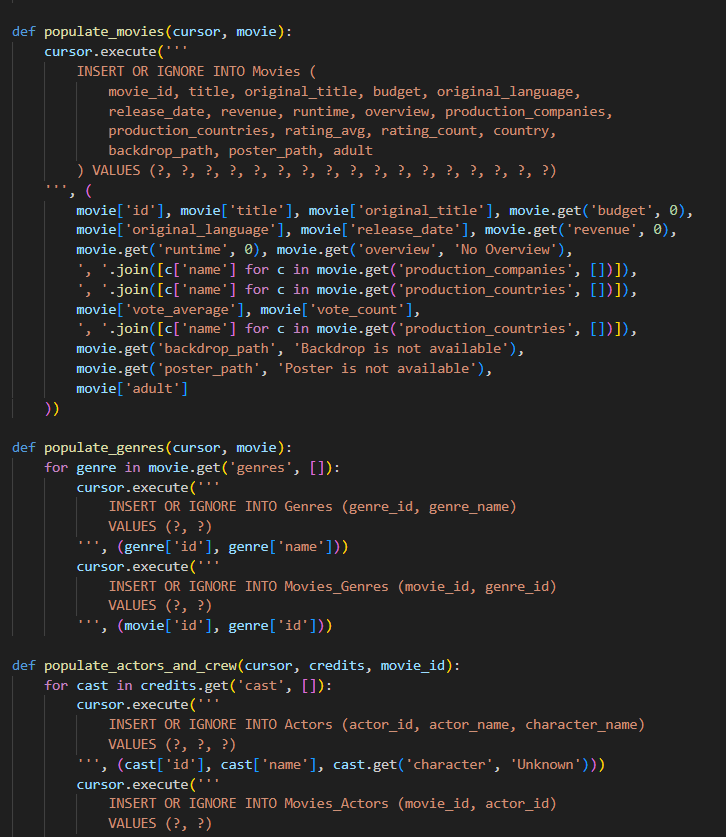 def populate_movies(cursor, movie):
    cursor.execute('''
        INSERT OR IGNORE INTO Movies (
            movie_id, title, original_title, budget, original_language,
            release_date, revenue, runtime, overview, production_companies,
            production_countries, rating_avg, rating_count, country,
            backdrop_path, poster_path, adult
        ) VALUES (?, ?, ?, ?, ?, ?, ?, ?, ?, ?, ?, ?, ?, ?, ?, ?, ?)
    ''', (
        movie['id'], movie['title'], movie['original_title'], movie.get('budget', 0),
        movie['original_language'], movie['release_date'], movie.get('revenue', 0),
        movie.get('runtime', 0), movie.get('overview', 'No Overview'),
        ', '.join([c['name'] for c in movie.get('production_companies', [])]),
        ', '.join([c['name'] for c in movie.get('production_countries', [])]),
        movie['vote_average'], movie['vote_count'],
        ', '.join([c['name'] for c in movie.get('production_countries', [])]),
        movie.get('backdrop_path', 'Backdrop is not available'),
        movie.get('poster_path', 'Poster is not available'),
        movie['adult']
    ))
def populate_genres(cursor, movie):
    for genre in movie.get('genres', []):
        cursor.execute('''
            INSERT OR IGNORE INTO Genres (genre_id, genre_name)
            VALUES (?, ?)
        ''', (genre['id'], genre['name']))
        cursor.execute('''
            INSERT OR IGNORE INTO Movies_Genres (movie_id, genre_id)
            VALUES (?, ?)
        ''', (movie['id'], genre['id']))
def populate_actors_and_crew(cursor, credits, movie_id):
    for cast in credits.get('cast', []):
        cursor.execute('''
            INSERT OR IGNORE INTO Actors (actor_id, actor_name, character_name)
            VALUES (?, ?, ?)
        ''', (cast['id'], cast['name'], cast.get('character', 'Unknown')))
        cursor.execute('''
            INSERT OR IGNORE INTO Movies_Actors (movie_id, actor_id)
            VALUES (?, ?)